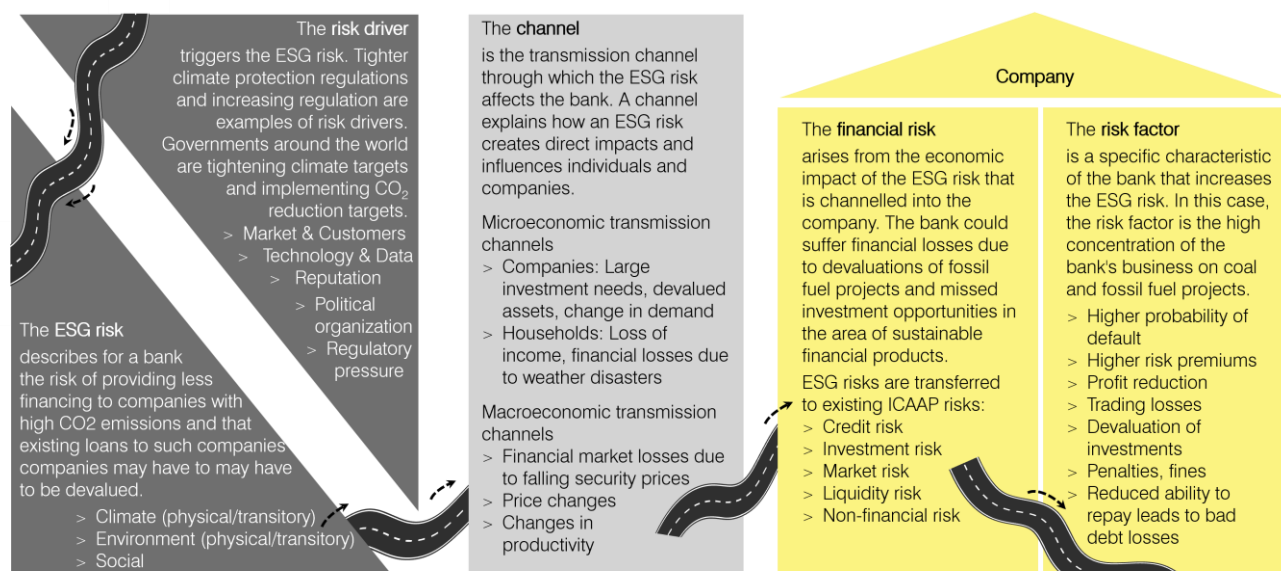 The risk driver
triggers the ESG risk. Tighter
climate protection regulations
and increasing regulation are
examples of risk drivers.
Governments around the world
are tightening climate targets
and implementing CO₂
reduction targets.
> Market & Customers
> Technology & Data
> Reputation
> Political
organization
> Regulatory
pressure
The ESG risk
describes for a bank
the risk of providing less
financing to companies with
high CO2 emissions and that
existing loans to such companies
companies may have to may have
to be devalued.
> Climate (physical/transitory)
> Environment (physical/transitory)
> Social
The channel
is the transmission channel
through which the ESG risk
affects the bank. A channel
explains how an ESG risk
creates direct impacts and
influences individuals and
companies.
Microeconomic transmission
channels
> Companies: Large
investment needs, devalued
assets, change in demand
> Households: Loss of
income, financial losses due
to weather disasters
Macroeconomic transmission
channels
> Financial market losses due
to falling security prices
> Price changes
> Changes in
productivity
Company
The financial risk
arises from the economic
impact of the ESG risk that
is channelled into the
company. The bank could
suffer financial losses due
to devaluations of fossil
fuel projects and missed
investment opportunities in
the area of sustainable
financial products.
ESG risks are transferred
to existing ICAAP risks:
> Credit risk
> Investment risk
> Market risk
> Liquidity risk
> Non-financial risk
The risk factor
is a specific characteristic
of the bank that increases
the ESG risk. In this case,
the risk factor is the high
concentration of the
bank's business on coal
and fossil fuel projects.
> Higher probability of
default
> Higher risk premiums
> Profit reduction
> Trading losses
> Devaluation of
investments
> Penalties, fines
> Reduced ability to
repay leads to bad
debt losses